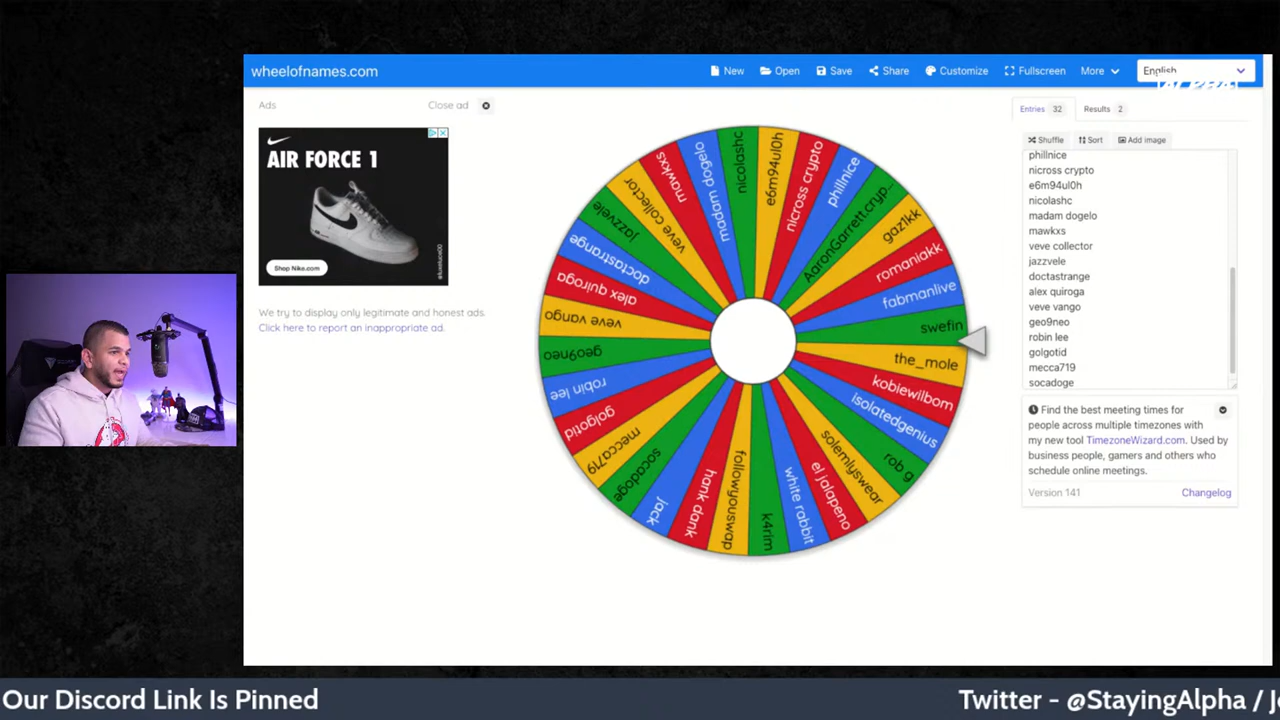 wheelofnames.com
New
Open
Save
Share
Customize
Fullscreen
More
English
Ads
Close ad
AIR FORCE 1
Shop Nike.com
We try to display only legitimate and honest ads.
Click here to report an inappropriate ad.
nicolashc
e6m94ul0h
nicross crypto
phillnice
AaronGarrett.cryp...
gaz1kk
romaniakk
fabmanlive
swefin
the_mole
kobiewilborn
isolatedgenius
rob g
solemlyswear
el jalapeno
white rabbit
k4rim
followyouswap
hank dank
jack
socadoge
mecca719
golgotid
robin lee
geo9neo
veve vango
alex quiroga
doctastrange
jazzvele
veve collector
mawkxs
madam dogelo
Entries 32
Results 2
Shuffle
Sort
Add image
phillnice
nicross crypto
e6m94ul0h
nicolashc
madam dogelo
mawkxs
veve collector
jazzvele
doctastrange
alex quiroga
veve vango
geo9neo
robin lee
golgotid
mecca719
socadoge
Find the best meeting times for
people across multiple timezones with
my new tool TimezoneWizard.com. Used by
business people, gamers and others who
schedule online meetings.
Version 141
Changelog
Our Discord Link Is Pinned
Twitter - @StayingAlpha /